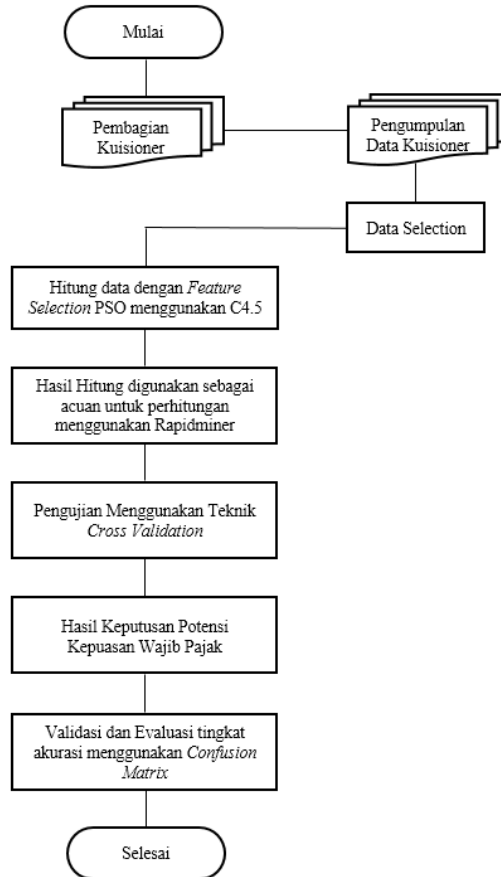 Mulai
Pembagian
Kuisioner
Pengumpulan
Data Kuisioner
Data Selection
Hitung data dengan Feature
Selection PSO menggunakan C4.5
Hasil Hitung digunakan sebagai
acuan untuk perhitungan
menggunakan Rapidminer
Pengujian Menggunakan Teknik
Cross Validation
Hasil Keputusan Potensi
Kepuasan Wajib Pajak
Validasi dan Evaluasi tingkat
akurasi menggunakan Confusion
Matrix
Selesai